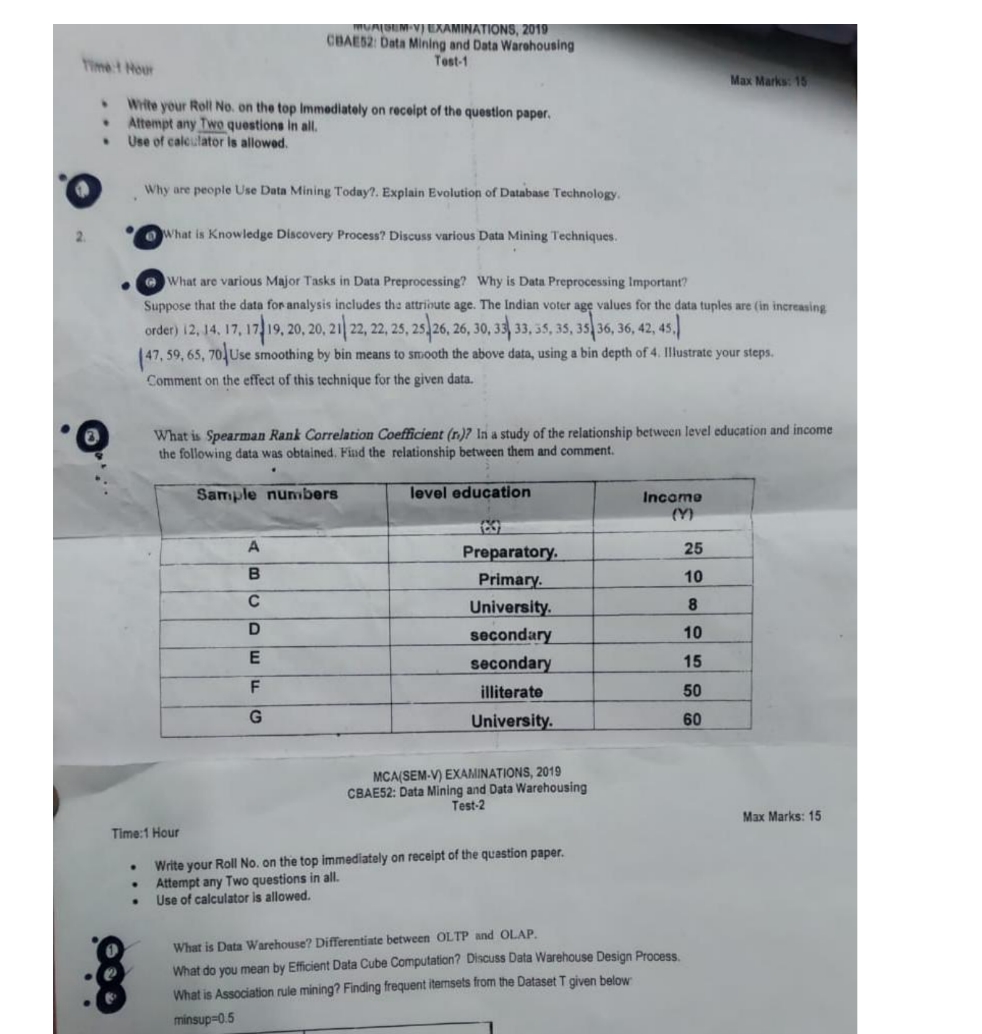 MCA(SEM-V) EXAMINATIONS, 2019
CBAE52: Data Mining and Data Warehousing
Test-1
Time:1 Hour
Max Marks: 15
• Write your Roll No. on the top immediately on receipt of the question paper.
• Attempt any Two questions in all.
• Use of calculator is allowed.
1 Why are people Use Data Mining Today?. Explain Evolution of Database Technology.
2. What is Knowledge Discovery Process? Discuss various Data Mining Techniques.
What are various Major Tasks in Data Preprocessing? Why is Data Preprocessing Important?
Suppose that the data for analysis includes the attribute age. The Indian voter age values for the data tuples are (in increasing
order) 12, 14, 17, 17, 19, 20, 20, 21, 22, 22, 25, 25, 26, 26, 30, 33, 33, 35, 35, 35, 36, 36, 42, 45,
47, 59, 65, 70. Use smoothing by bin means to smooth the above data, using a bin depth of 4. Illustrate your steps.
Comment on the effect of this technique for the given data.
3 What is Spearman Rank Correlation Coefficient (rₛ)? In a study of the relationship between level education and income
the following data was obtained. Find the relationship between them and comment.
Sample numbers level education Income
(X) (Y)
A Preparatory. 25
B Primary. 10
C University. 8
D secondary 10
E secondary 15
F illiterate 50
G University. 60
MCA(SEM-V) EXAMINATIONS, 2019
CBAE52: Data Mining and Data Warehousing
Test-2
Max Marks: 15
Time:1 Hour
• Write your Roll No. on the top immediately on receipt of the question paper.
• Attempt any Two questions in all.
• Use of calculator is allowed.
1 What is Data Warehouse? Differentiate between OLTP and OLAP.
2 What do you mean by Efficient Data Cube Computation? Discuss Data Warehouse Design Process.
3 What is Association rule mining? Finding frequent itemsets from the Dataset T given below
minsup=0.5